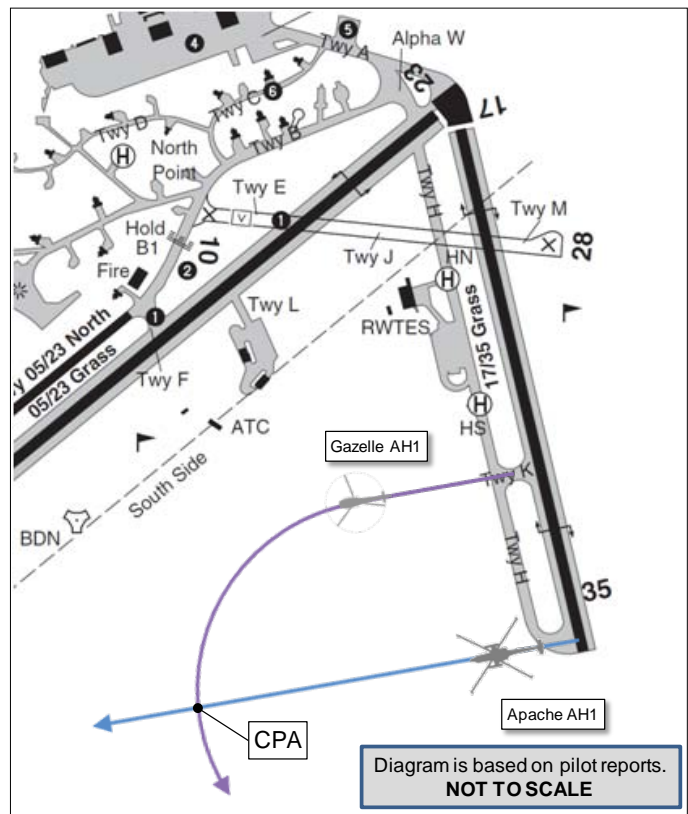 4
5
Twy A
Alpha W
23
17
Twy C
6
Twy D
H
North
Point
Twy B
Twy E
1
V
Twy H
Twy M
Hold
B1
10
Twy J
HN
28
Fire
2
H
1
Twy L
RWTES
y 05/23 North
05/23 Grass
Twy F
17/35 Grass
H
HS
ATC
Gazelle AH1
South Side
Twy K
BDN
Twy H
35
CPA
Apache AH1
Diagram is based on pilot reports.
NOT TO SCALE